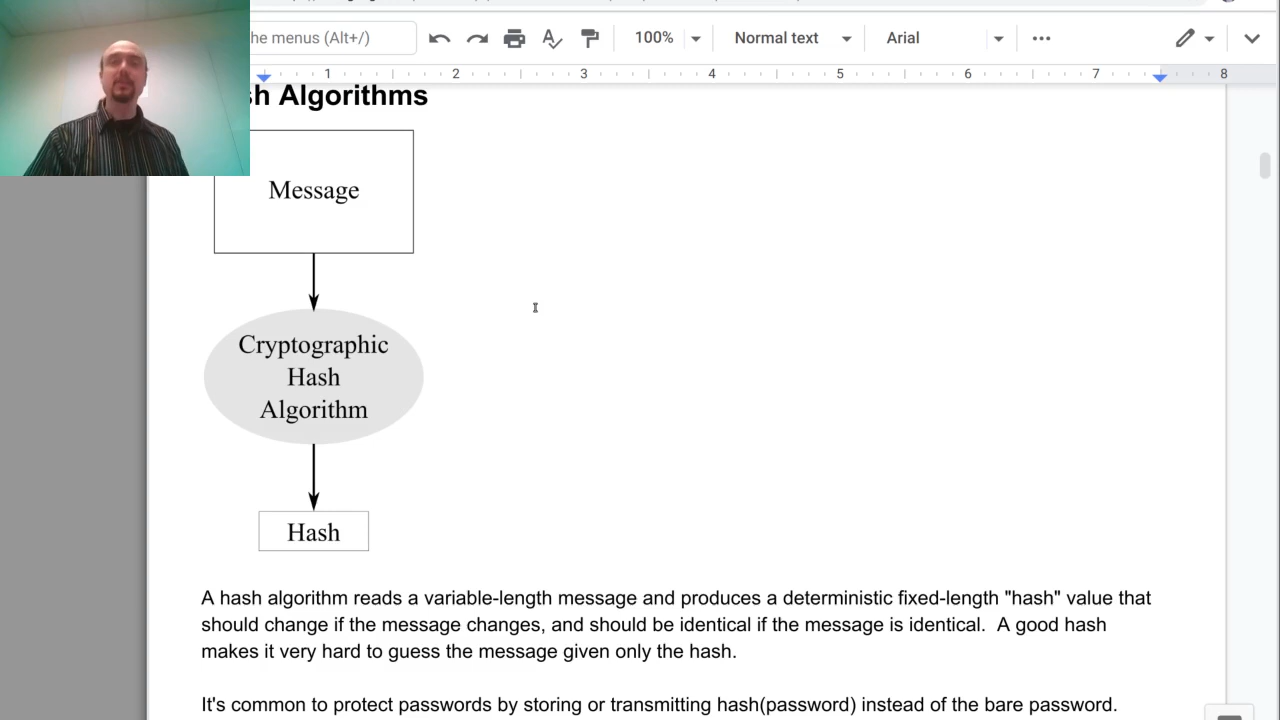 he menus (Alt+/)
100%
Normal text
Arial
1 2 3 4 5 6 7 8
sh Algorithms
Message
Cryptographic
Hash
Algorithm
Hash
A hash algorithm reads a variable-length message and produces a deterministic fixed-length "hash" value that
should change if the message changes, and should be identical if the message is identical.  A good hash
makes it very hard to guess the message given only the hash.
It's common to protect passwords by storing or transmitting hash(password) instead of the bare password.